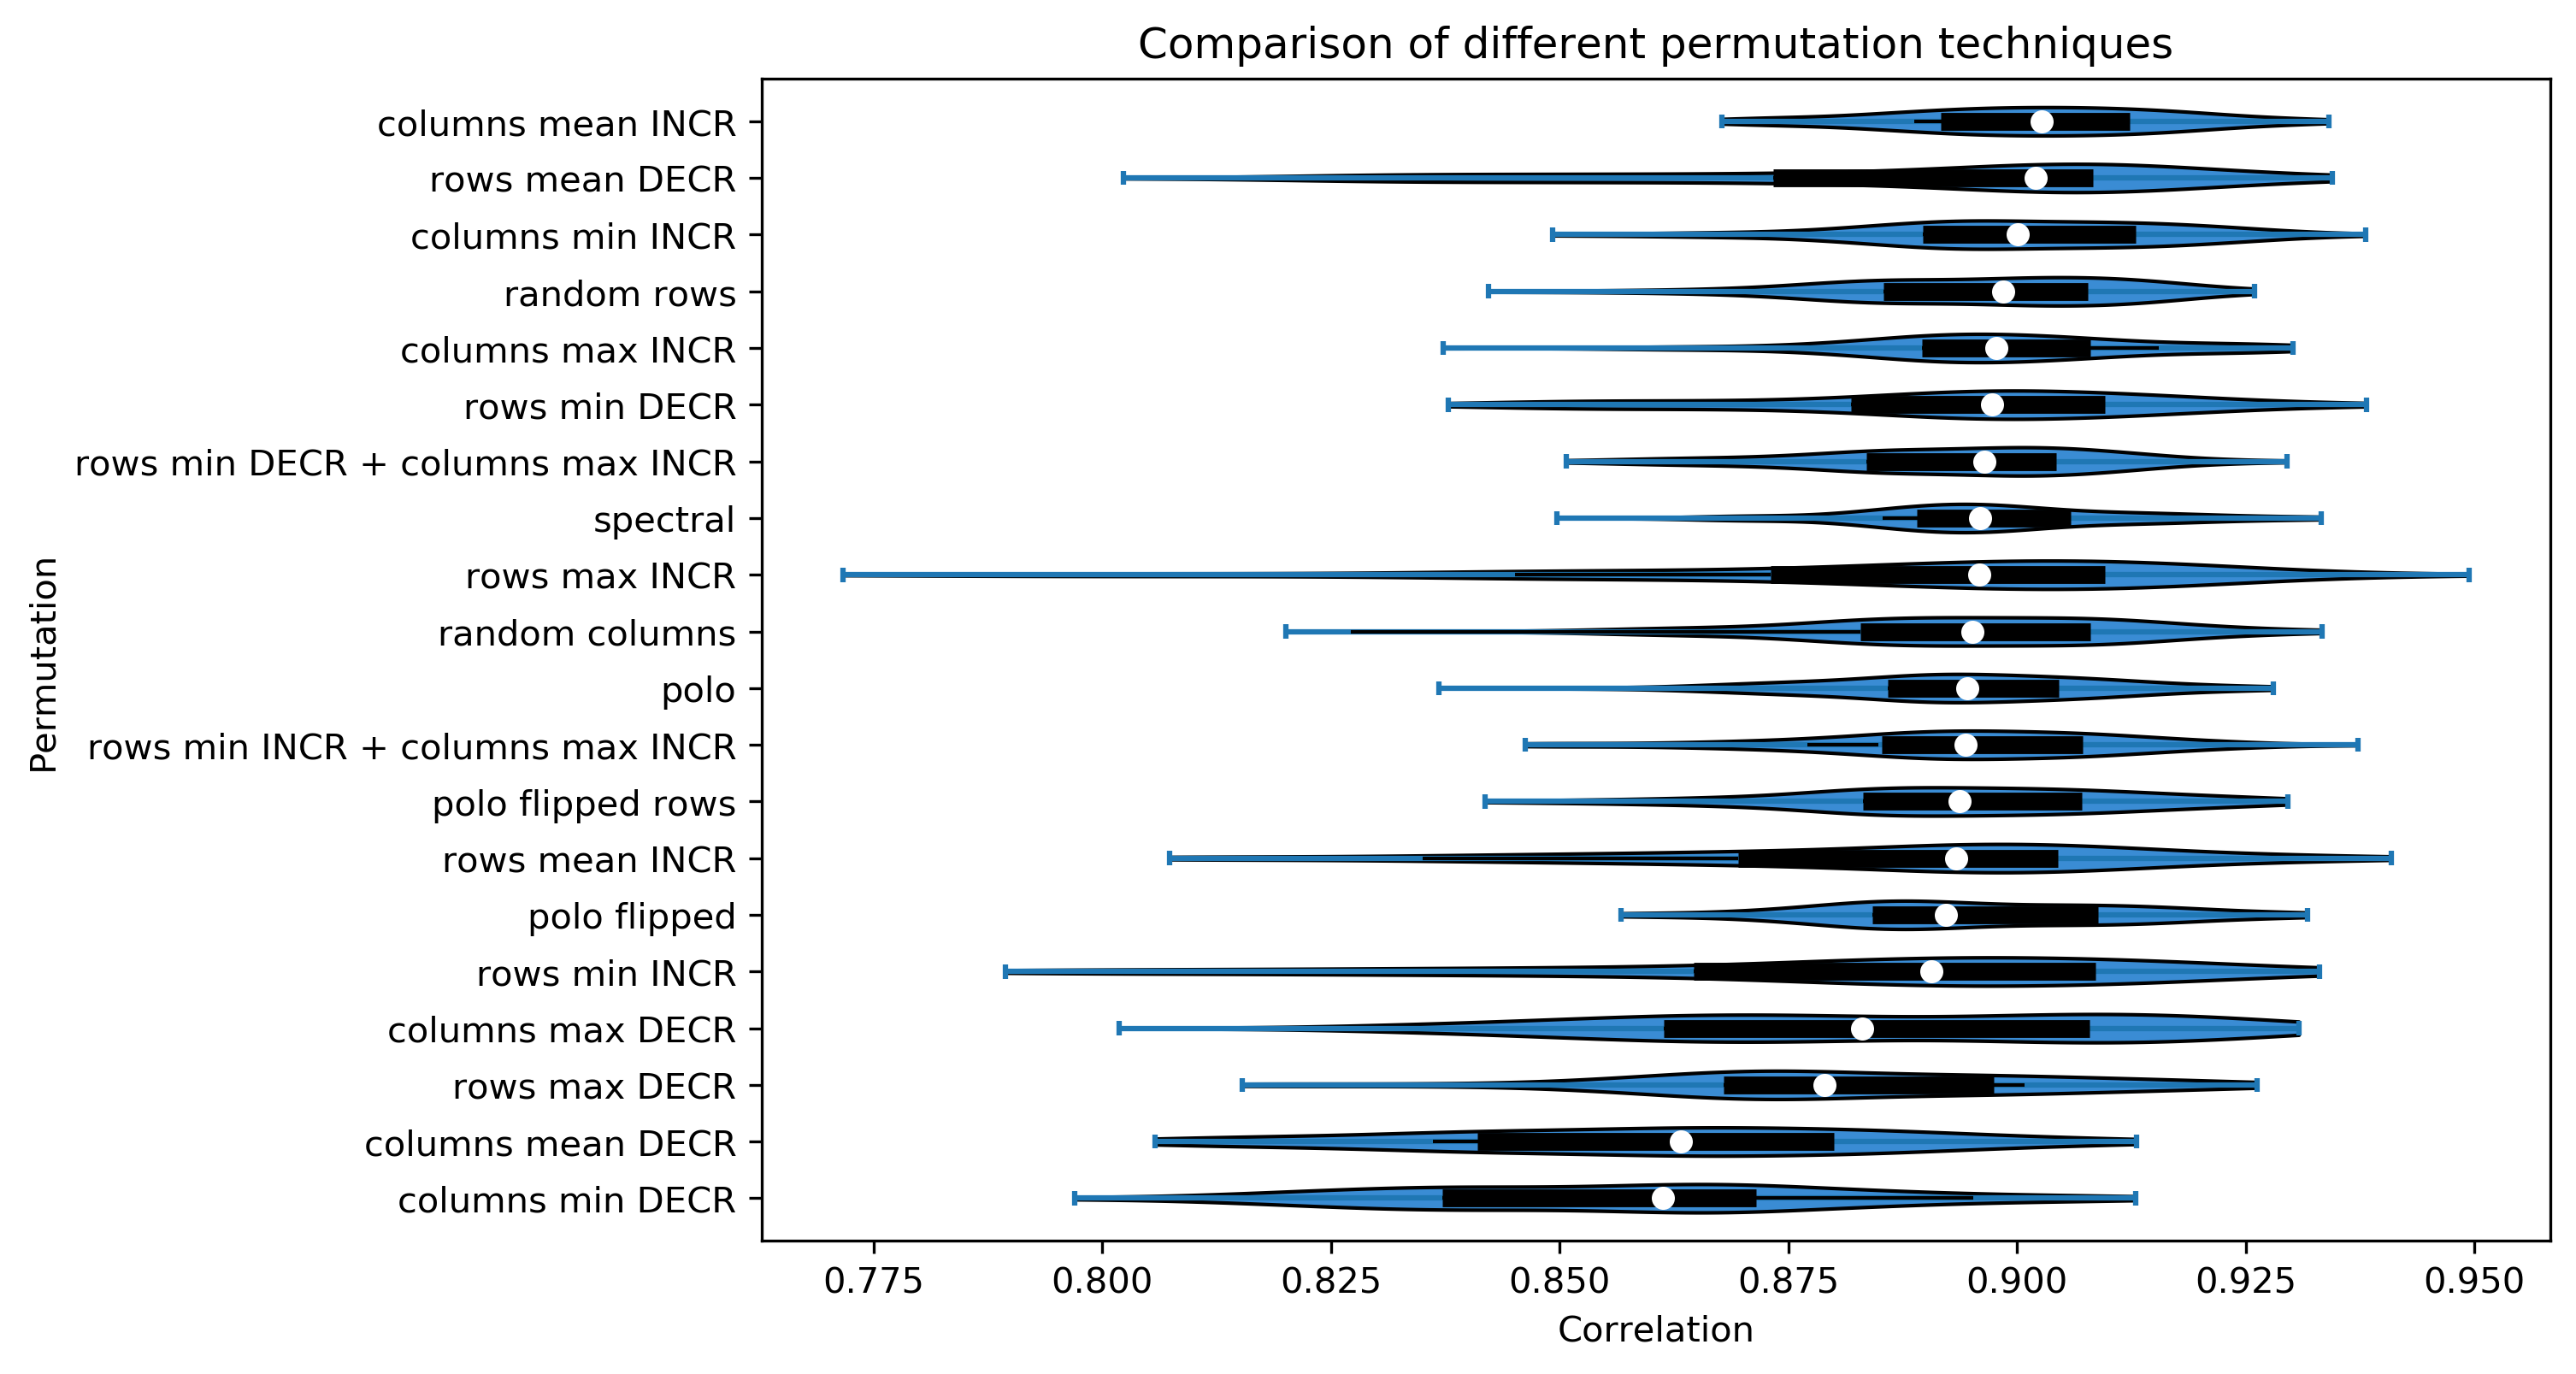 Comparison of different permutation techniques
columns mean INCR
rows mean DECR
columns min INCR
random rows
columns max INCR
rows min DECR
rows min DECR + columns max INCR
spectral
rows max INCR
random columns
polo
rows min INCR + columns max INCR
polo flipped rows
rows mean INCR
polo flipped
rows min INCR
columns max DECR
rows max DECR
columns mean DECR
columns min DECR
Permutation
0.775 0.800 0.825 0.850 0.875 0.900 0.925 0.950
Correlation